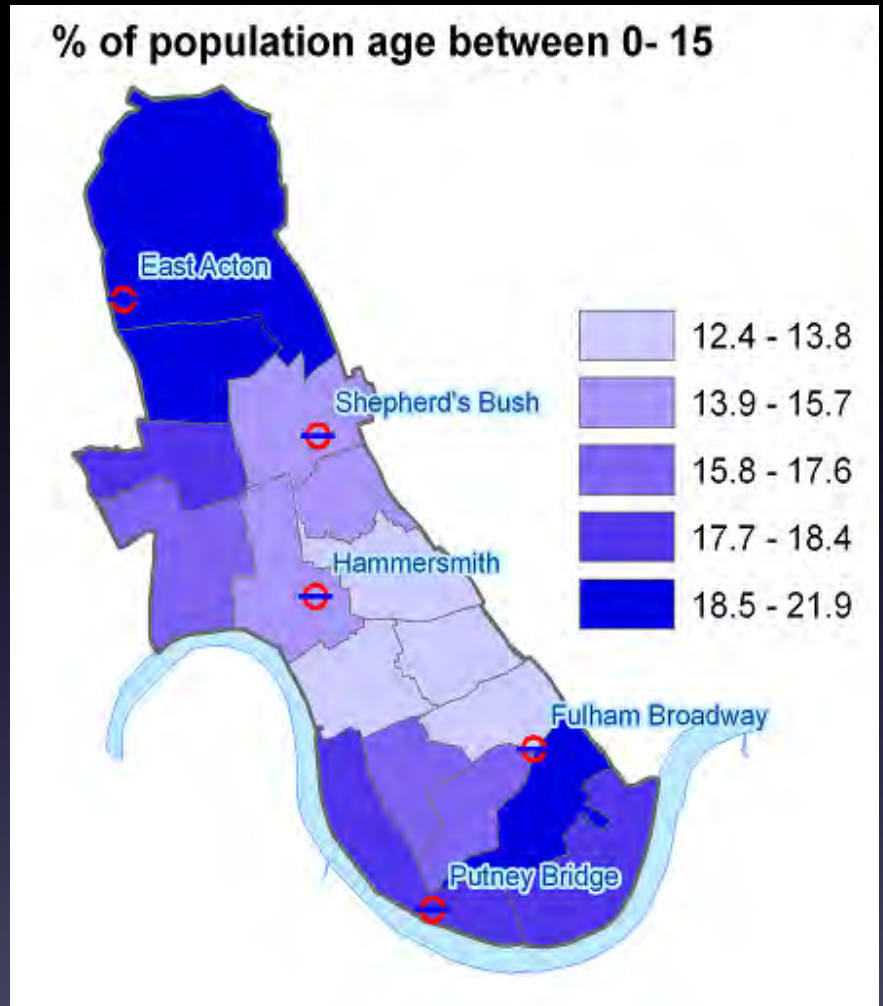 % of population age between 0- 15
East Acton
Shepherd's Bush
Hammersmith
Fulham Broadway
Putney Bridge
12.4 - 13.8
13.9 - 15.7
15.8 - 17.6
17.7 - 18.4
18.5 - 21.9